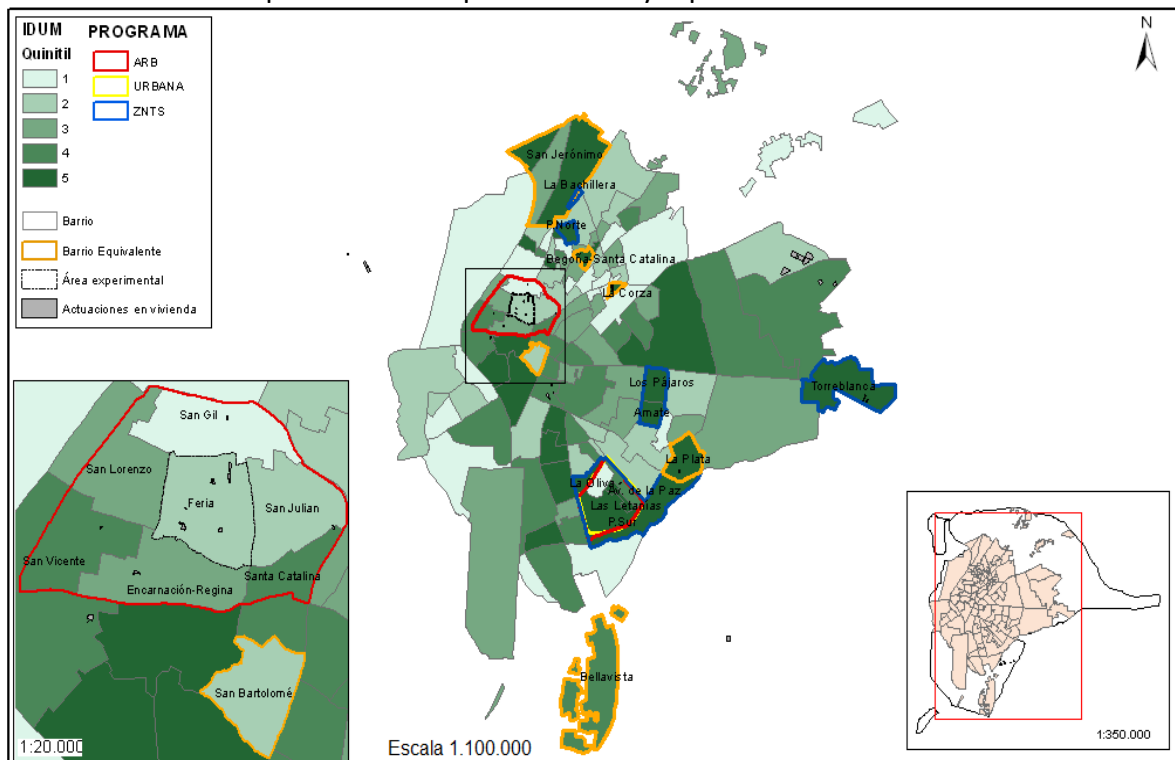 IDUM
PROGRAMA
Quinitil
1
2
3
4
5
ARB
URBANA
ZNTS
Barrio
Barrio Equivalente
Área experimental
Actuaciones en vivienda
N
San Jerónimo
La Bachillera
P.Norte
Begoña-Santa Catalina
La Corza
Los Pájaros
Amate
Torreblanca
La Plata
La Oliva
Av. de la Paz
Las Letanías
P.Sur
Bellavista
San Gil
San Lorenzo
Feria
San Julian
San Vicente
Santa Catalina
Encarnación-Regina
San Bartolomé
1:20.000
Escala 1.100.000
1:350.000